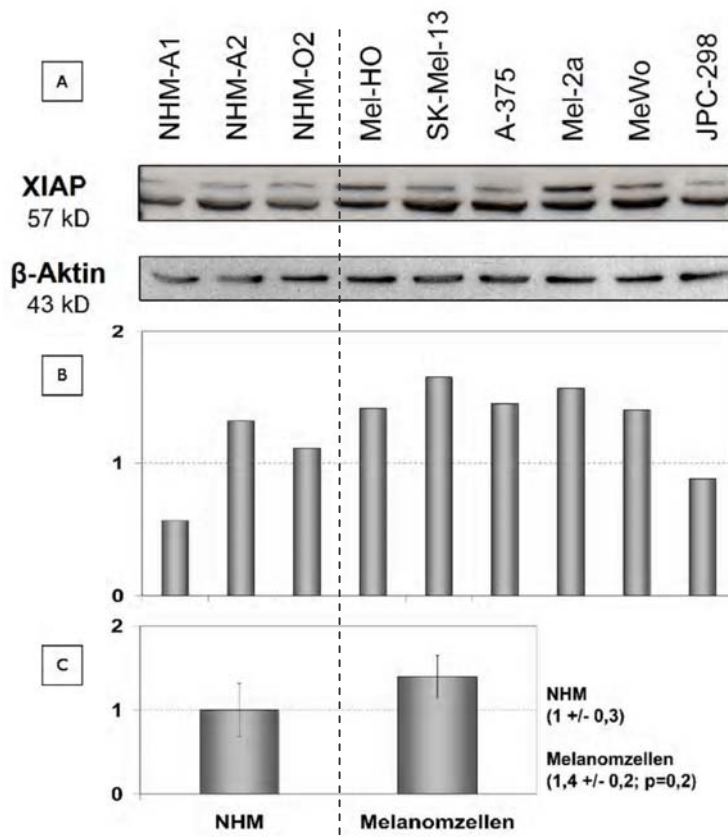 A
NHM-A1
NHM-A2
NHM-O2
Mel-HO
SK-Mel-13
A-375
Mel-2a
MeWo
JPC-298
XIAP
57 kD
β-Aktin
43 kD
B
2
1
0
C
2
1
0
NHM
(1 +/- 0,3)
Melanomzellen
(1,4 +/- 0,2; p=0,2)
NHM
Melanomzellen